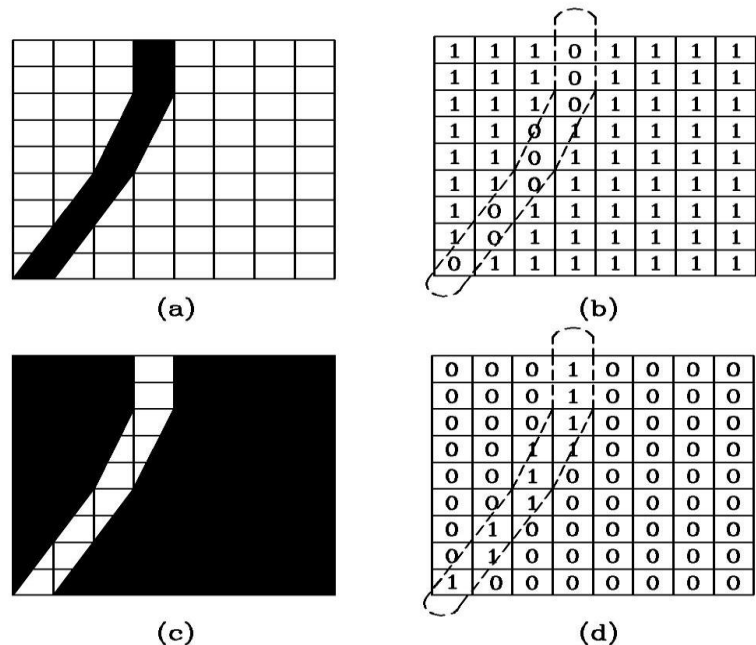 1 1 1 0 1 1 1 1
1 1 1 0 1 1 1 1
1 1 1 0 1 1 1 1
1 1 0 1 1 1 1 1
1 1 0 1 1 1 1 1
1 1 0 1 1 1 1 1
1 0 1 1 1 1 1 1
1 0 1 1 1 1 1 1
0 1 1 1 1 1 1 1
(a)
(b)
0 0 0 1 0 0 0 0
0 0 0 1 0 0 0 0
0 0 0 1 0 0 0 0
0 0 1 1 0 0 0 0
0 0 1 0 0 0 0 0
0 0 1 0 0 0 0 0
0 1 0 0 0 0 0 0
0 1 0 0 0 0 0 0
1 0 0 0 0 0 0 0
(c)
(d)